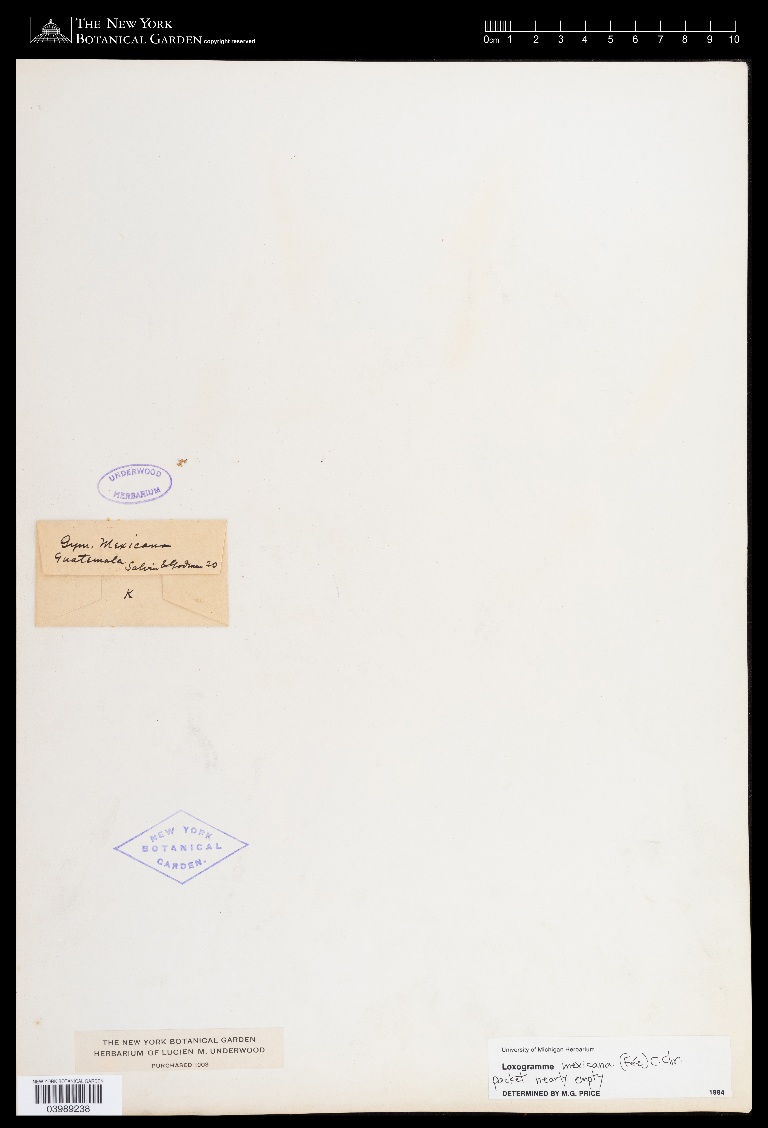 THE NEW YORK
BOTANICAL GARDEN copyright reserved
0cm 1 2 3 4 5 6 7 8 9 10
UNDERWOOD
HERBARIUM
Gym. Mexicana
Guatemala Salvin & Godman 20
K
NEW YORK
BOTANICAL
GARDEN.
THE NEW YORK BOTANICAL GARDEN
HERBARIUM OF LUCIEN M. UNDERWOOD
PURCHASED 1908
NEW YORK BOTANICAL GARDEN
03989238
University of Michigan Herbarium
Loxogramme mexicana (Fée) C. Chr.
packet nearly empty
DETERMINED BY M.G. PRICE 1994